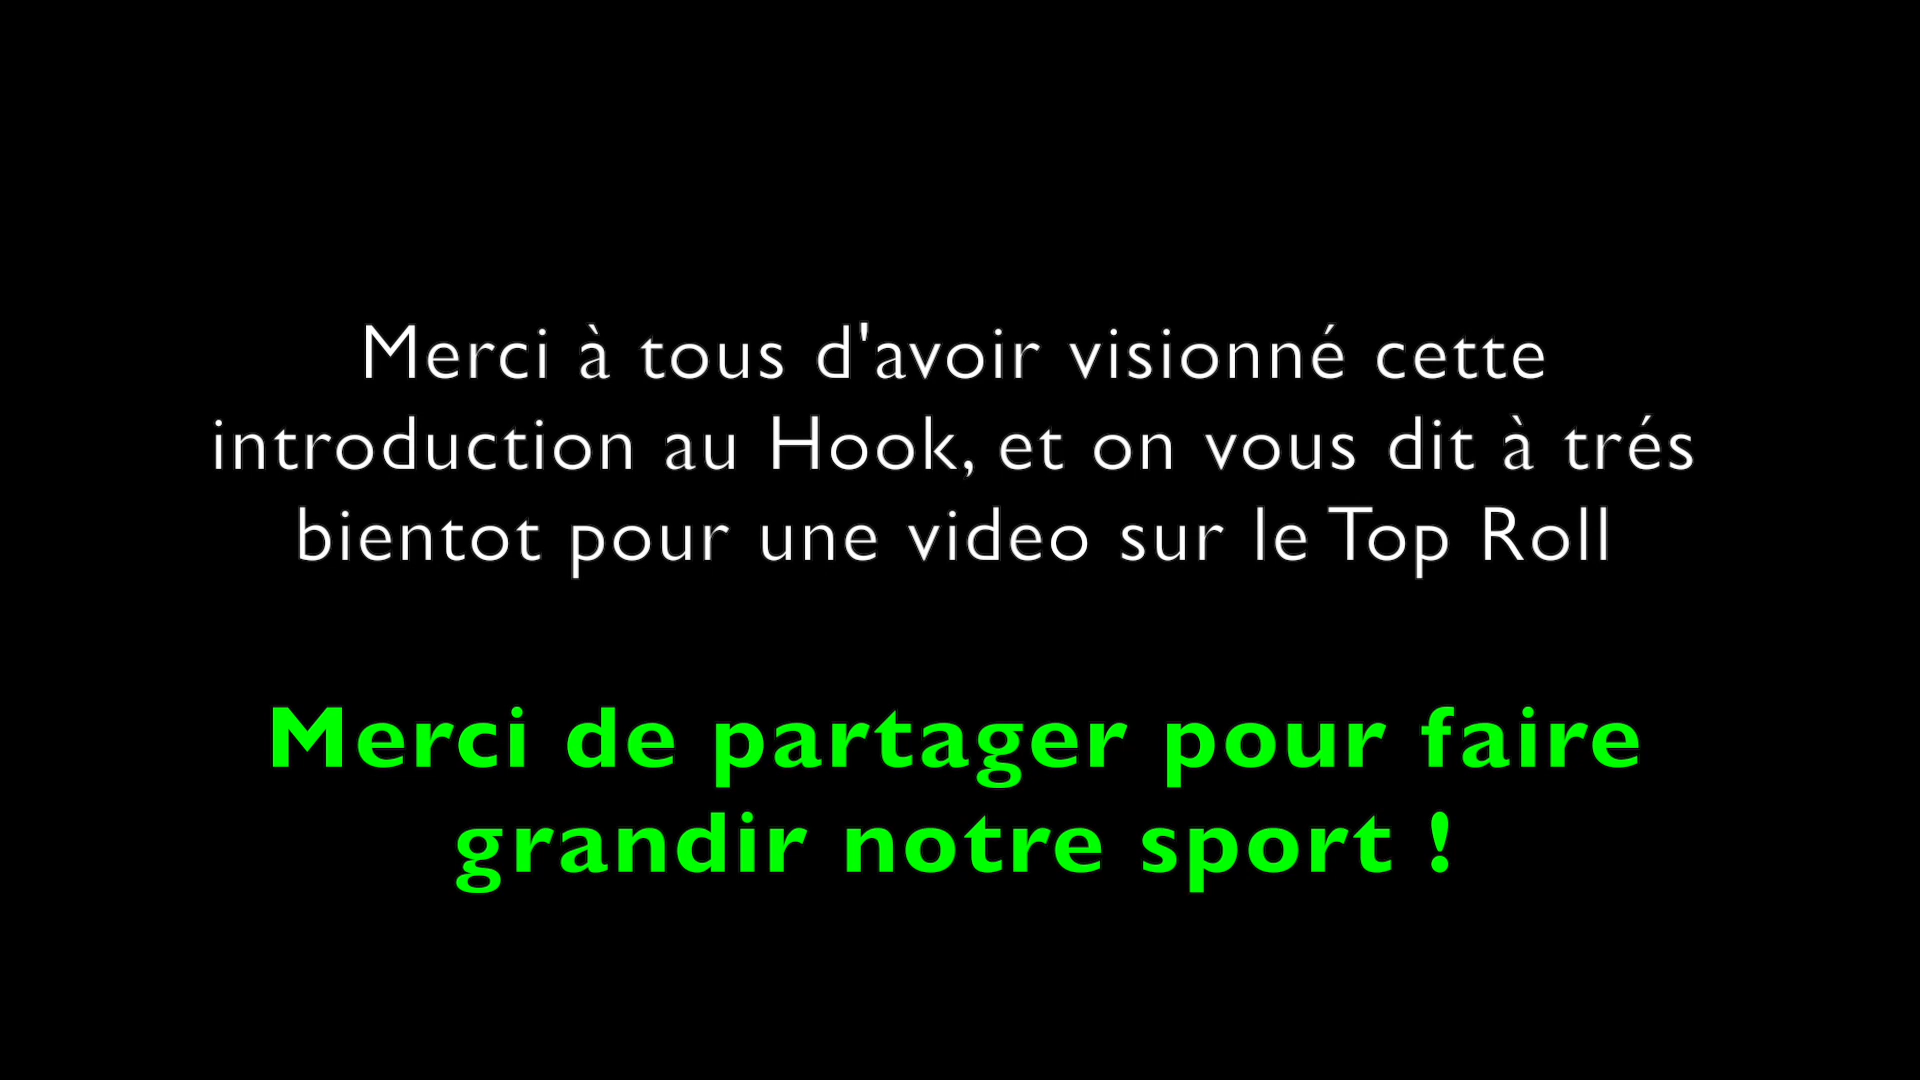 Merci à tous d'avoir visionné cette
introduction au Hook, et on vous dit à trés
bientot pour une video sur le Top Roll
Merci de partager pour faire
grandir notre sport !